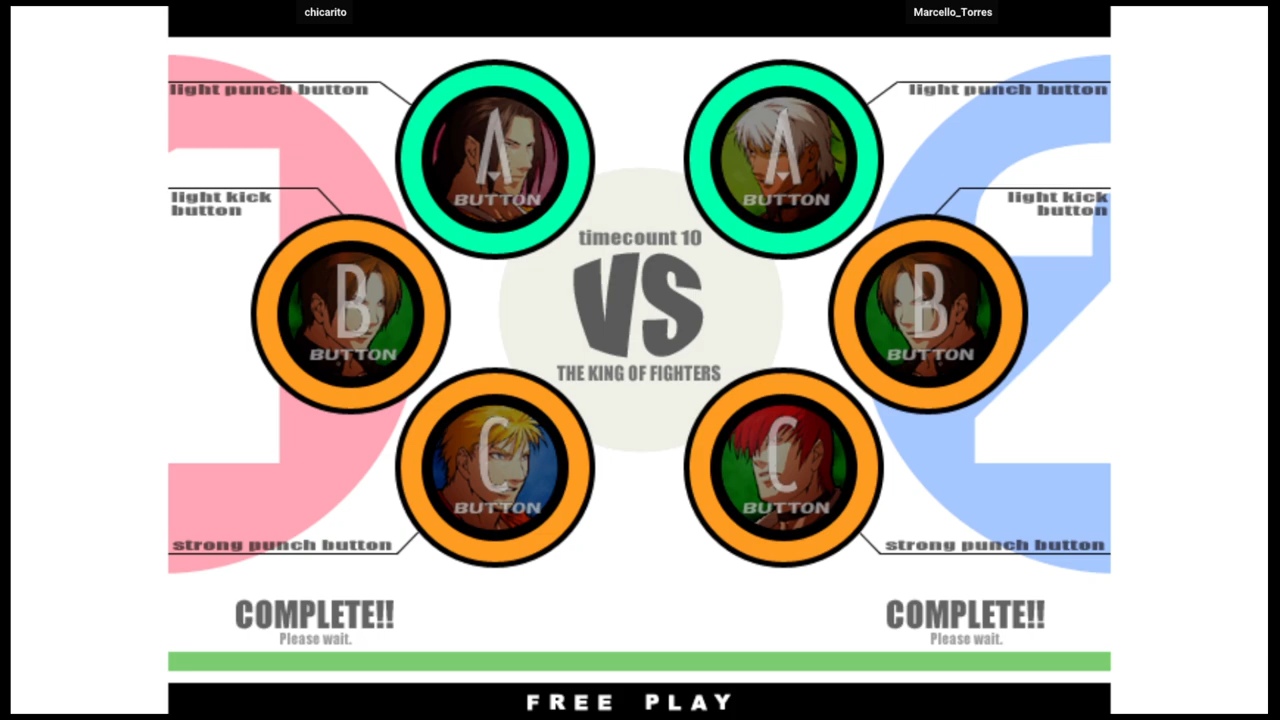 chicarito
Marcello_Torres
light punch button
light punch button
A
BUTTON
A
BUTTON
light kick
button
light kick
button
timecount 10
VS
THE KING OF FIGHTERS
B
BUTTON
B
BUTTON
C
BUTTON
C
BUTTON
strong punch button
strong punch button
COMPLETE!!
Please wait.
COMPLETE!!
Please wait.
FREE PLAY